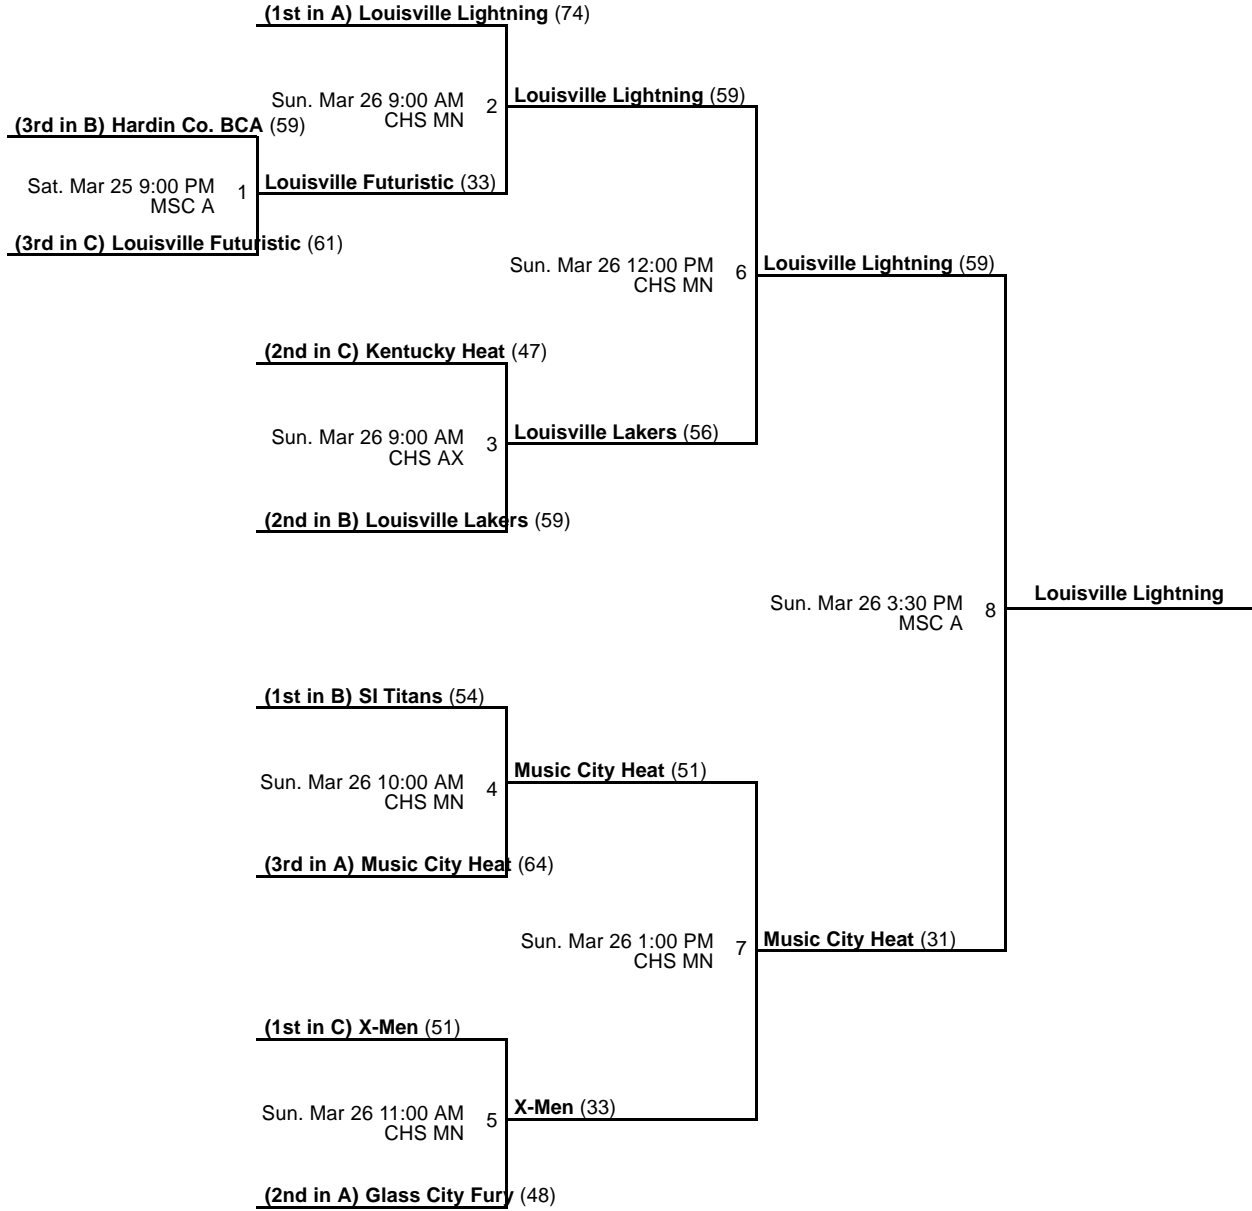 (1st in A) Louisville Lightning (74)
Sun. Mar 26 9:00 AM
CHS MN
2
Louisville Lightning (59)
(3rd in B) Hardin Co. BCA (59)
Sat. Mar 25 9:00 PM
MSC A
1
Louisville Futuristic (33)
(3rd in C) Louisville Futuristic (61)
Sun. Mar 26 12:00 PM
CHS MN
6
Louisville Lightning (59)
(2nd in C) Kentucky Heat (47)
Sun. Mar 26 9:00 AM
CHS AX
3
Louisville Lakers (56)
(2nd in B) Louisville Lakers (59)
Sun. Mar 26 3:30 PM
MSC A
8
Louisville Lightning
(1st in B) SI Titans (54)
Sun. Mar 26 10:00 AM
CHS MN
4
Music City Heat (51)
(3rd in A) Music City Heat (64)
Sun. Mar 26 1:00 PM
CHS MN
7
Music City Heat (31)
(1st in C) X-Men (51)
Sun. Mar 26 11:00 AM
CHS MN
5
X-Men (33)
(2nd in A) Glass City Fury (48)